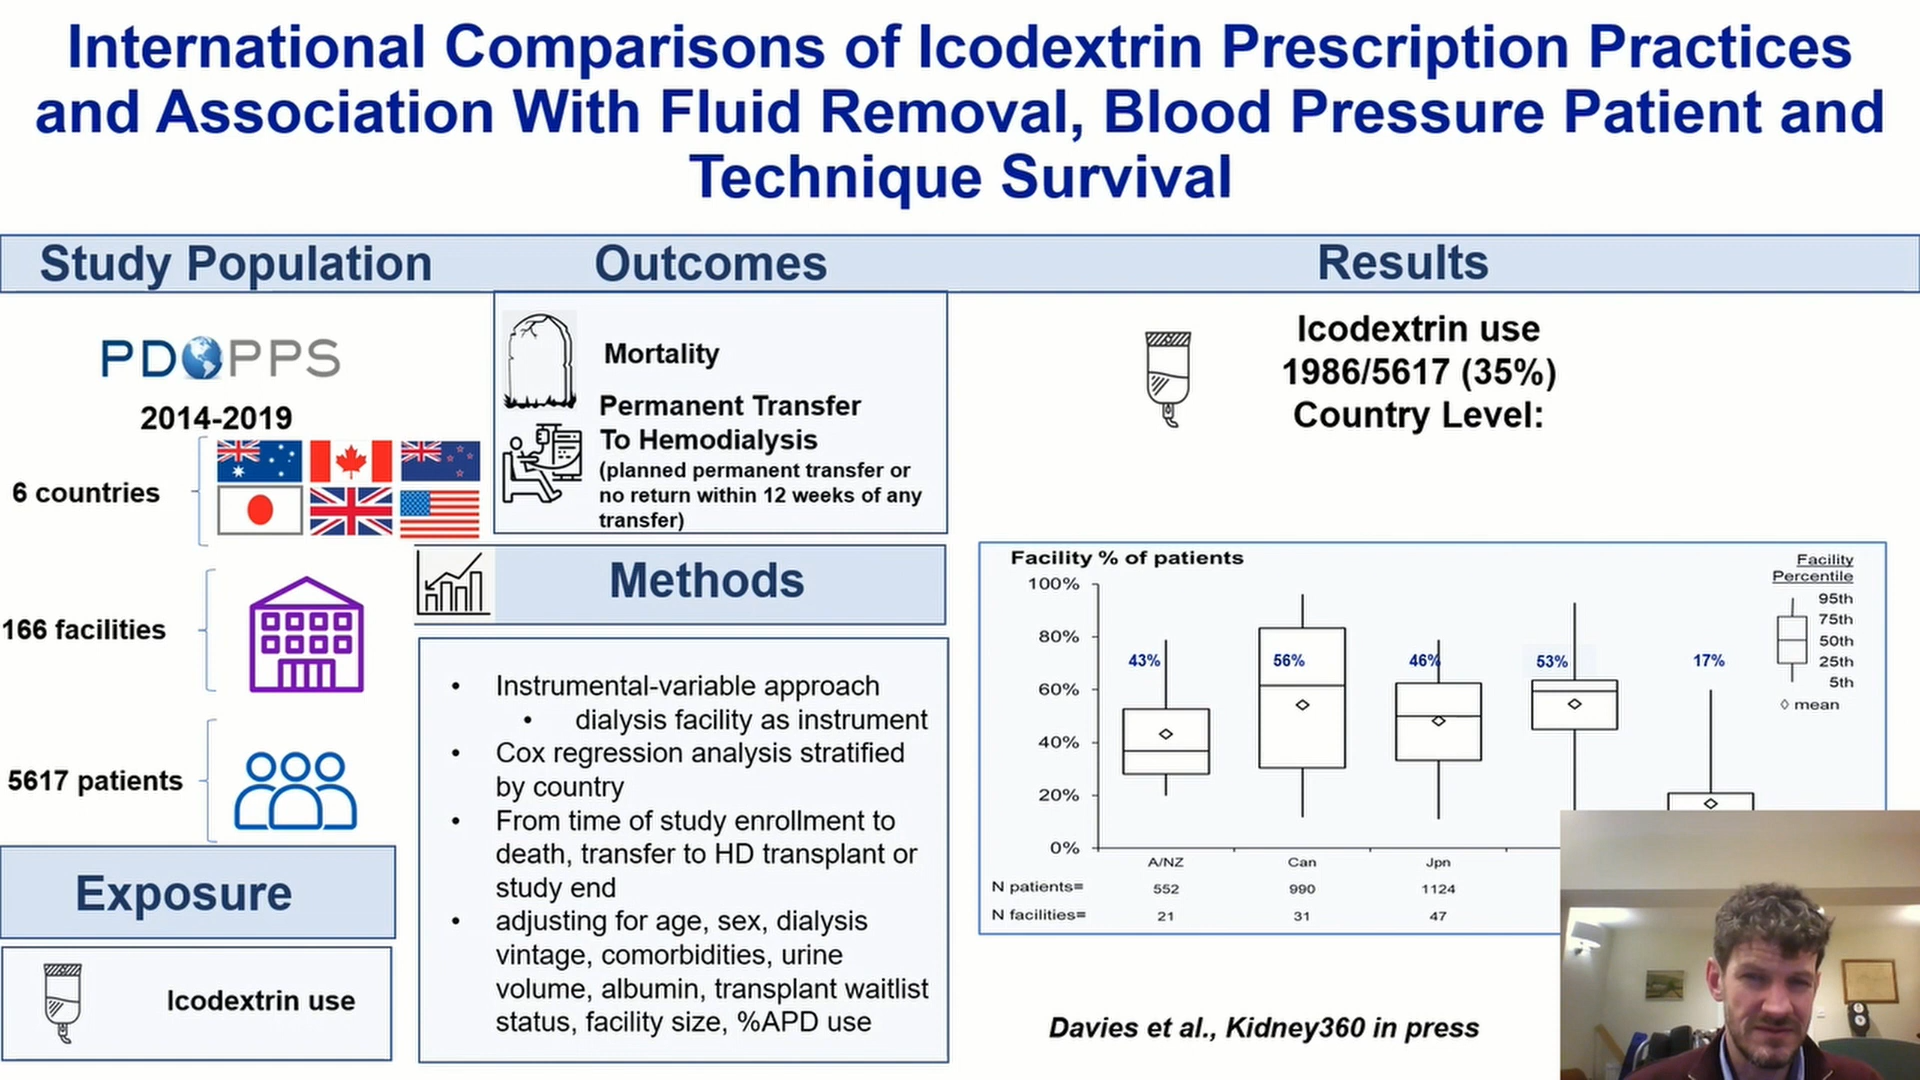 International Comparisons of Icodextrin Prescription Practices
and Association With Fluid Removal, Blood Pressure Patient and
Technique Survival
Study Population
Outcomes
Results
PDOPPS
2014-2019
6 countries
166 facilities
5617 patients
Exposure
Icodextrin use
Mortality
Permanent Transfer
To Hemodialysis
(planned permanent transfer or
no return within 12 weeks of any
transfer)
Methods
• Instrumental-variable approach
• dialysis facility as instrument
• Cox regression analysis stratified
by country
• From time of study enrollment to
death, transfer to HD transplant or
study end
• adjusting for age, sex, dialysis
vintage, comorbidities, urine
volume, albumin, transplant waitlist
status, facility size, %APD use
Icodextrin use
1986/5617 (35%)
Country Level:
Facility % of patients
Facility
Percentile
95th
75th
50th
25th
5th
◇ mean
100%
80%
60%
40%
20%
0%
43% 56% 46% 53% 17%
A/NZ Can Jpn
N patients= 552 990 1124
N facilities= 21 31 47
Davies et al., Kidney360 in press